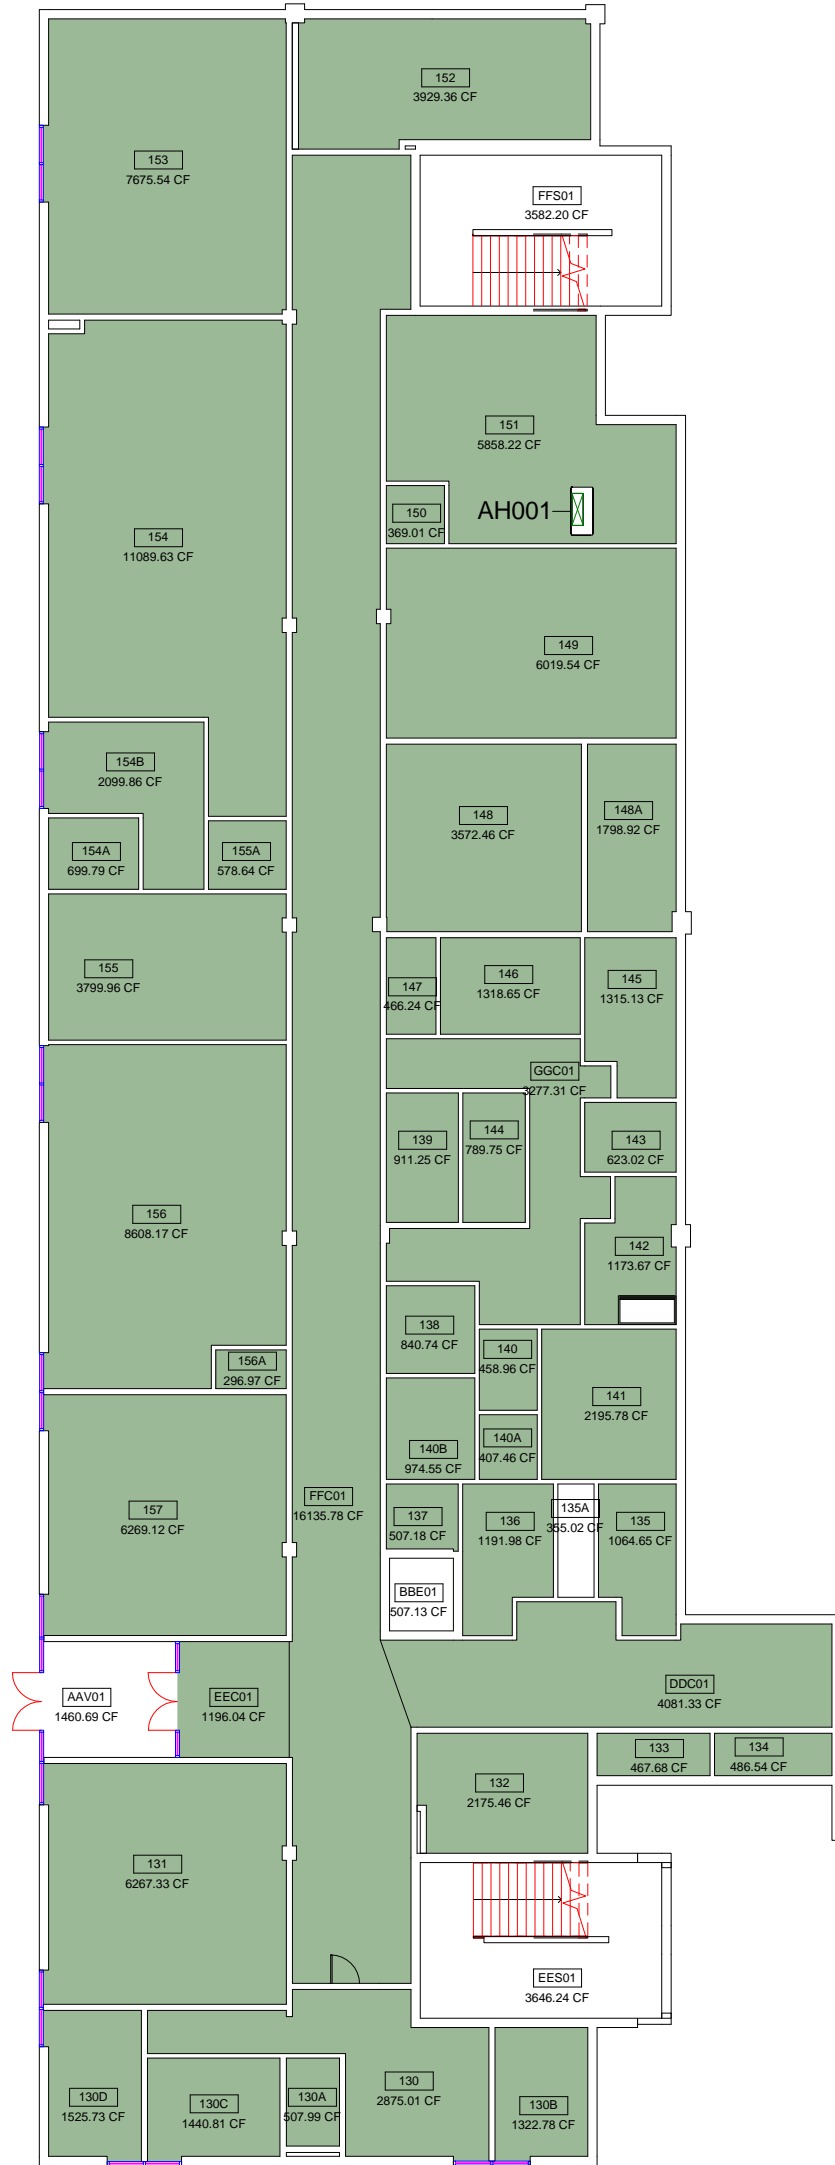 152
3929.36 CF
153
7675.54 CF
FFS01
3582.20 CF
151
5858.22 CF
150
369.01 CF
AH001
154
11089.63 CF
149
6019.54 CF
154B
2099.86 CF
148
3572.46 CF
148A
1798.92 CF
154A
699.79 CF
155A
578.64 CF
155
3799.96 CF
147
466.24 CF
146
1318.65 CF
145
1315.13 CF
GGC01
3277.31 CF
139
911.25 CF
144
789.75 CF
143
623.02 CF
156
8608.17 CF
142
1173.67 CF
138
840.74 CF
140
458.96 CF
156A
296.97 CF
141
2195.78 CF
140B
974.55 CF
140A
407.46 CF
FFC01
16135.78 CF
157
6269.12 CF
137
507.18 CF
136
1191.98 CF
135A
355.02 CF
135
1064.65 CF
BBE01
507.13 CF
AAV01
1460.69 CF
EEC01
1196.04 CF
DDC01
4081.33 CF
133
467.68 CF
134
486.54 CF
132
2175.46 CF
131
6267.33 CF
EES01
3646.24 CF
130D
1525.73 CF
130C
1440.81 CF
130A
507.99 CF
130
2875.01 CF
130B
1322.78 CF